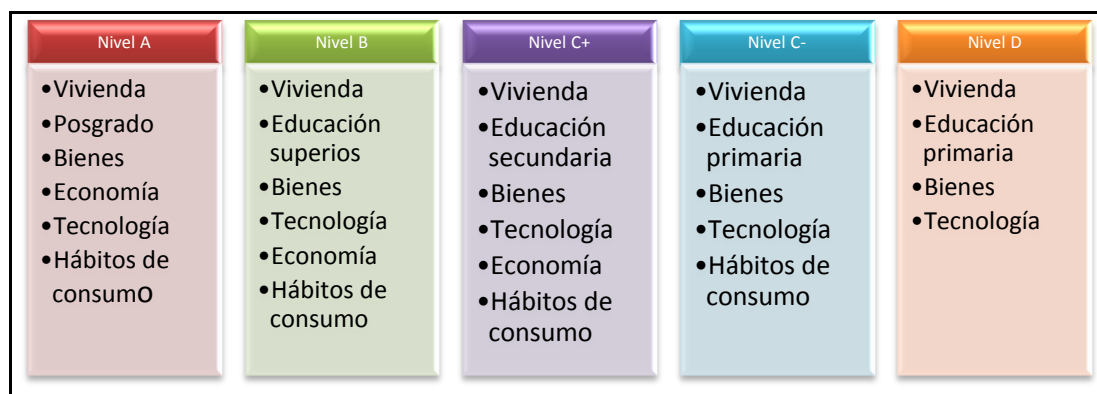 Nivel A
•Vivienda
•Posgrado
•Bienes
•Economía
•Tecnología
•Hábitos de
consumo
Nivel B
•Vivienda
•Educación
superios
•Bienes
•Tecnología
•Economía
•Hábitos de
consumo
Nivel C+
•Vivienda
•Educación
secundaria
•Bienes
•Tecnología
•Economía
•Hábitos de
consumo
Nivel C-
•Vivienda
•Educación
primaria
•Bienes
•Tecnología
•Hábitos de
consumo
Nivel D
•Vivienda
•Educación
primaria
•Bienes
•Tecnología